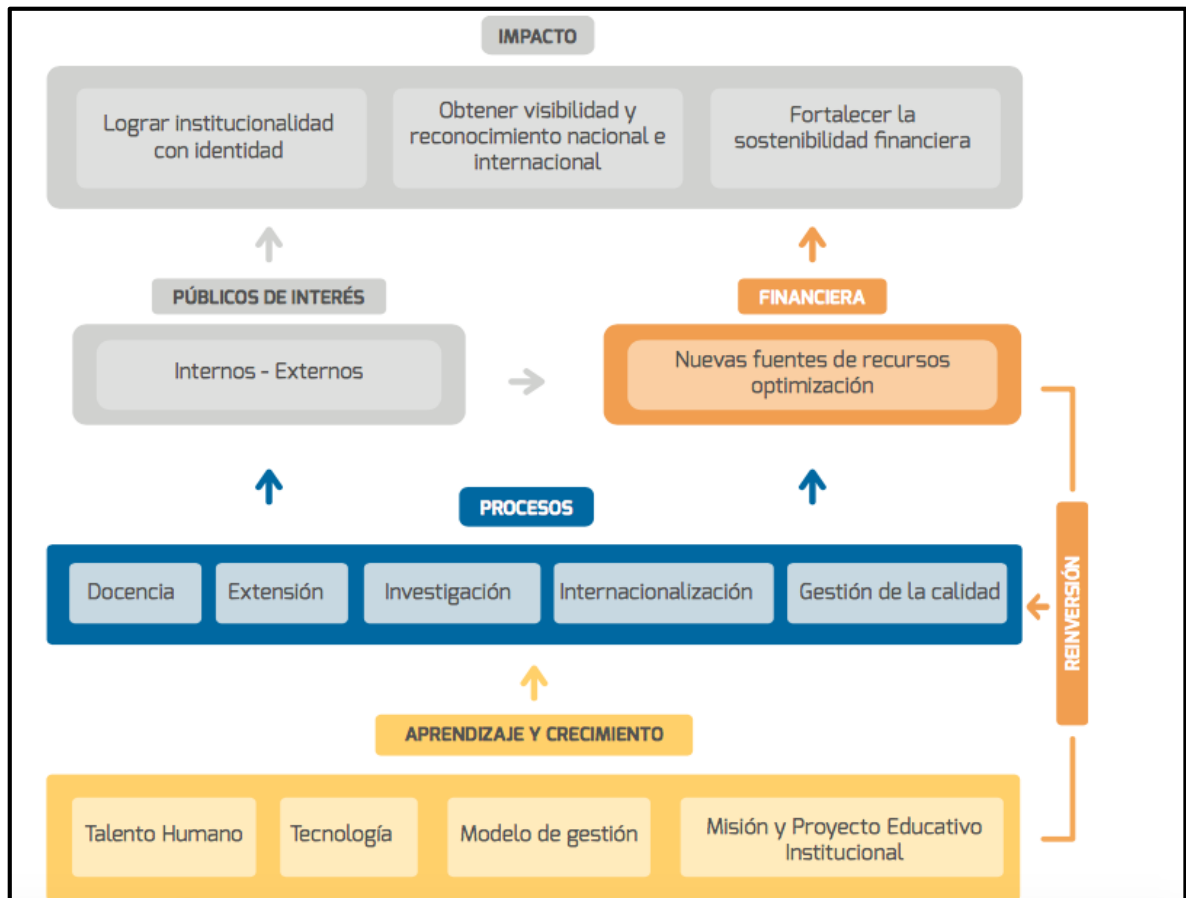 IMPACTO
Lograr institucionalidad
con identidad
Obtener visibilidad y
reconocimiento nacional e
internacional
Fortalecer la
sostenibilidad financiera
PÚBLICOS DE INTERÉS
FINANCIERA
Internos - Externos
Nuevas fuentes de recursos
optimización
PROCESOS
Docencia
Extensión
Investigación
Internacionalización
Gestión de la calidad
REINVERSIÓN
APRENDIZAJE Y CRECIMIENTO
Talento Humano
Tecnología
Modelo de gestión
Misión y Proyecto Educativo
Institucional